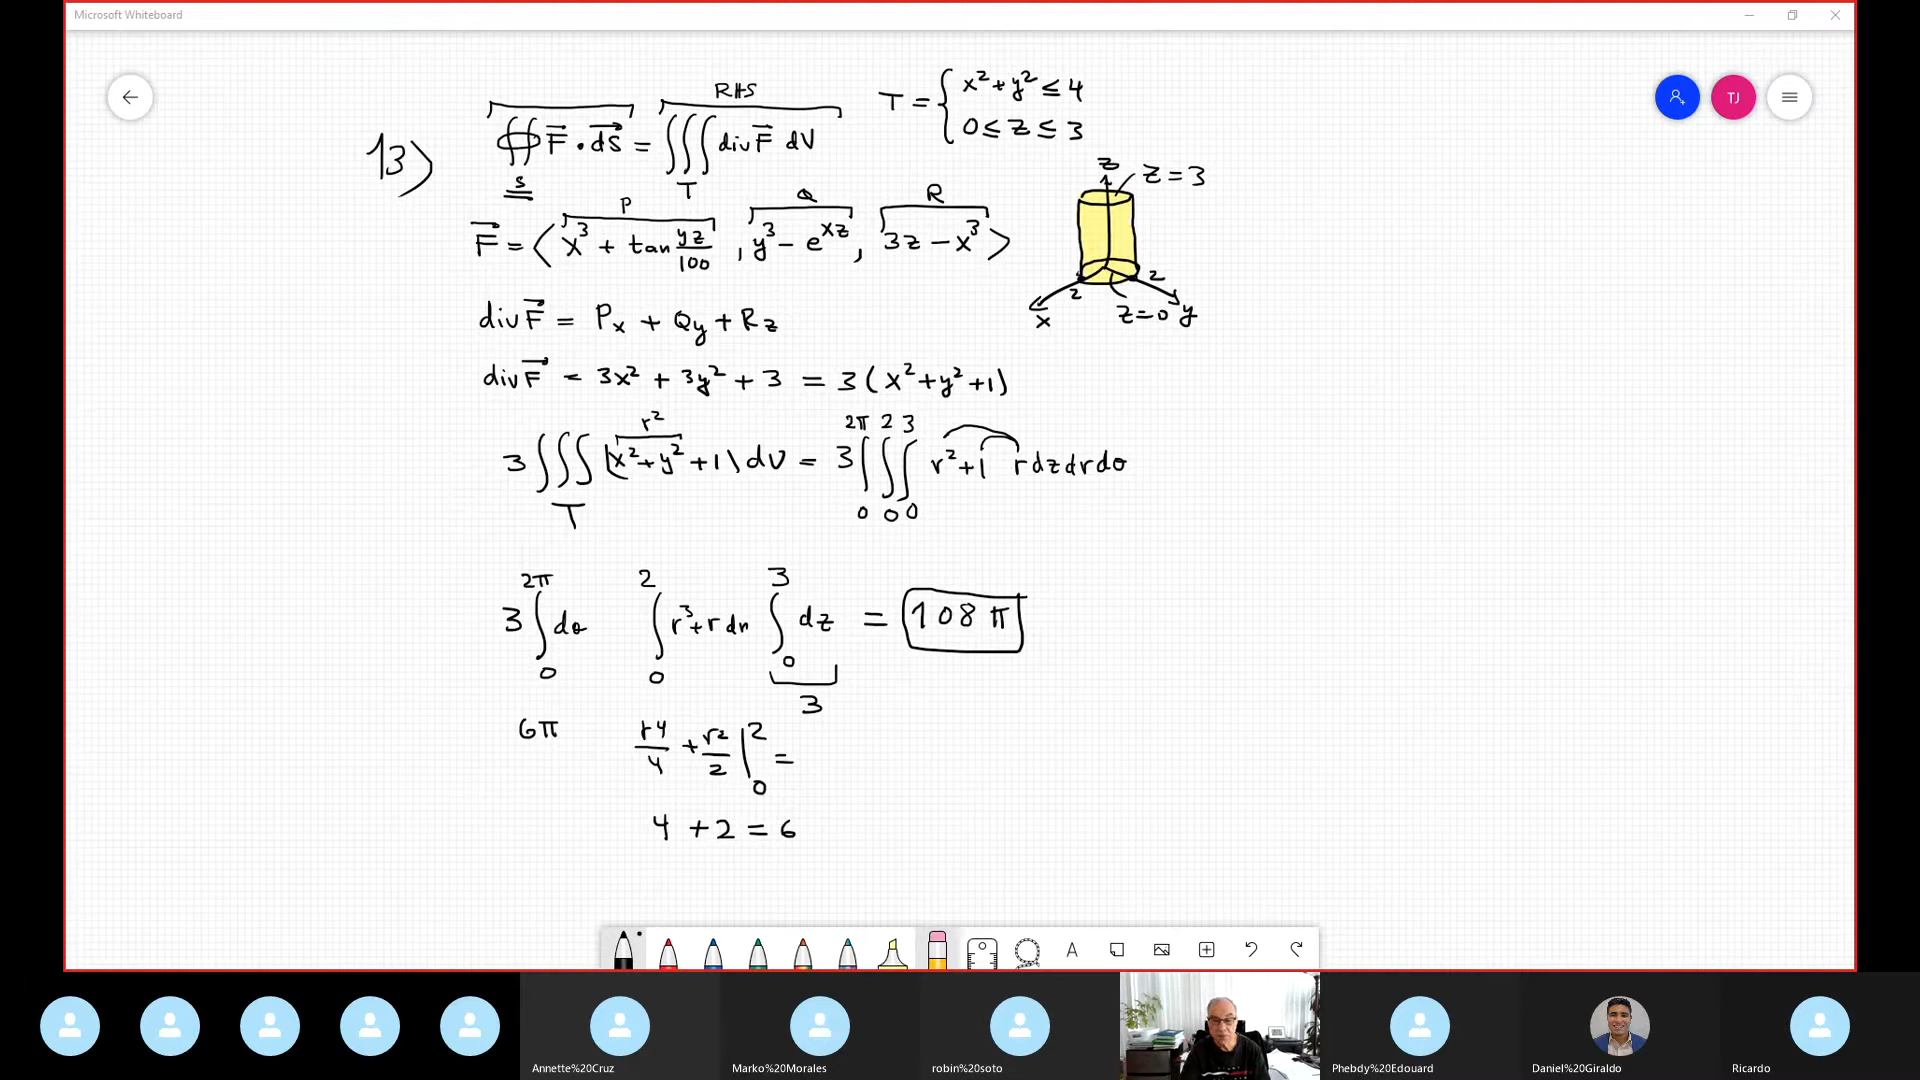 Microsoft Whiteboard
TJ
13)
RHS
∯ F⃗ · dS⃗ = ∭ div F⃗ dV
S
T
T = { x² + y² ≤ 4
0 ≤ z ≤ 3
z
z = 3
2
2
x
z = 0
y
P
Q
R
F⃗ = ⟨ x³ + tan yz/100 , y³ - e^xz , 3z - x³ ⟩
div F⃗ = Px + Qy + Rz
div F⃗ = 3x² + 3y² + 3 = 3(x² + y² + 1)
r²
2π 2 3
3 ∭ (x² + y² + 1) dV = 3 ∫∫∫ r² + 1 r dz dr dθ
T
0 0 0
2π 2 3
3 ∫ dθ ∫ r³ + r dr ∫ dz = 108 π
0 0 0
3
6π
r⁴/4 + r²/2 |₀² =
4 + 2 = 6
A
Annette%20Cruz
Marko%20Morales
robin%20soto
Phebdy%20Edouard
Daniel%20Giraldo
Ricardo